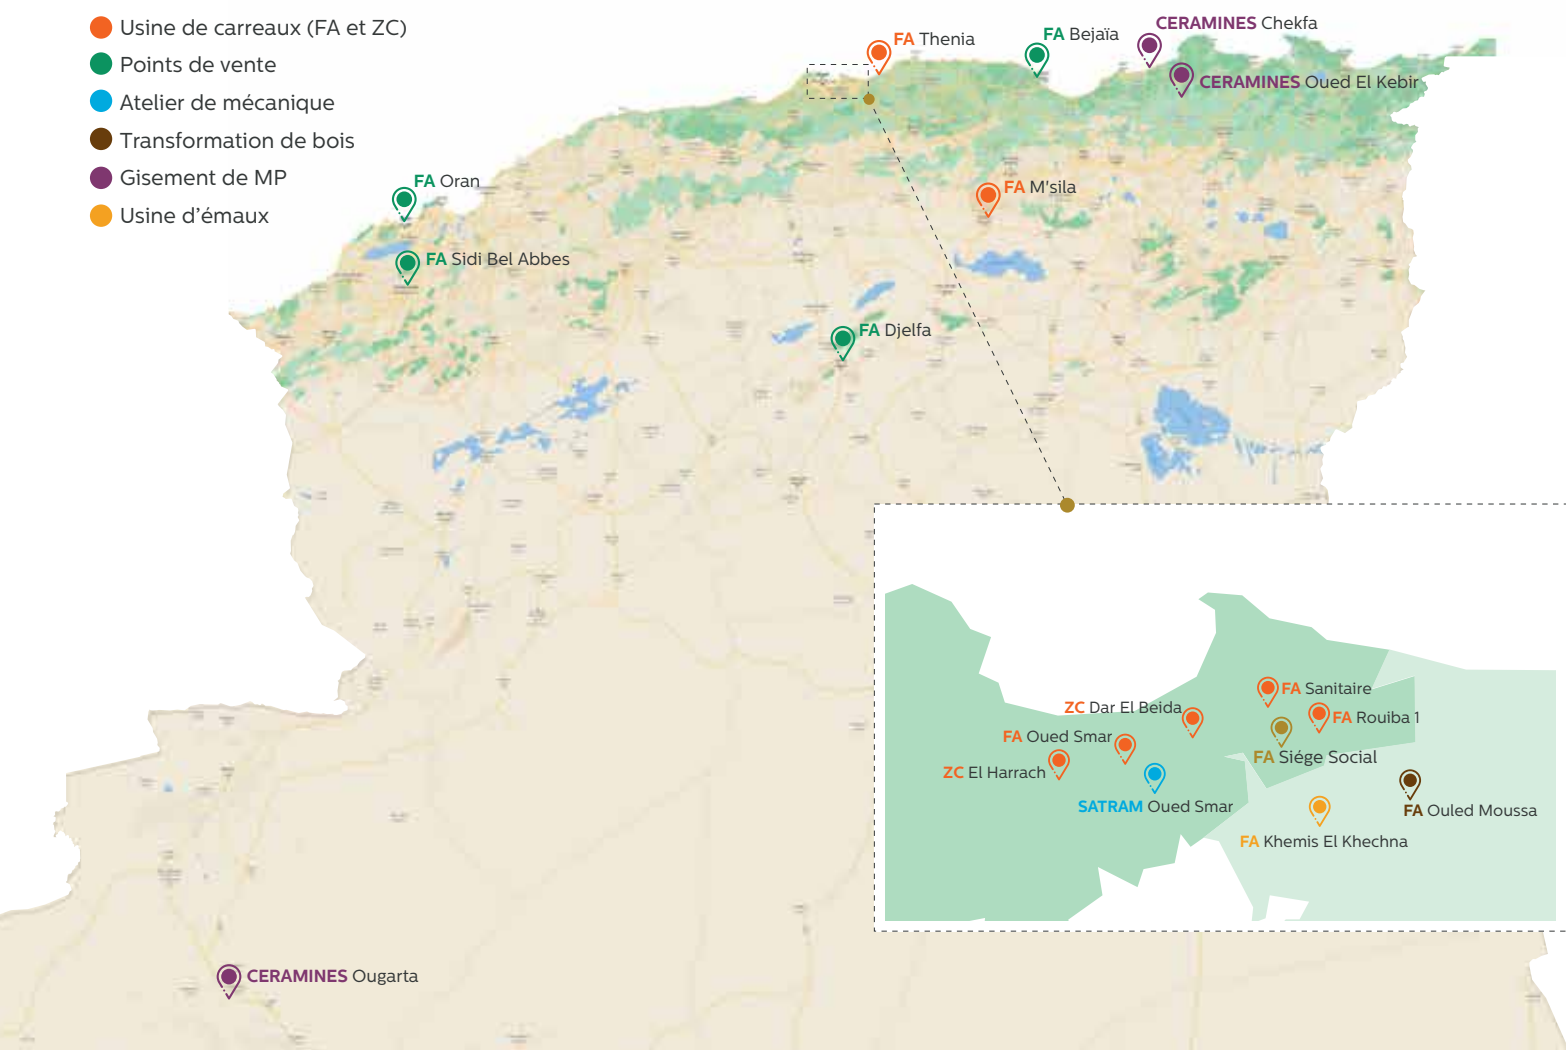 Usine de carreaux (FA et ZC)
Points de vente
Atelier de mécanique
Transformation de bois
Gisement de MP
Usine d'émaux
CERAMINES Chekfa
FA Thenia
FA Bejaïa
CERAMINES Oued El Kebir
FA Oran
FA M'sila
FA Sidi Bel Abbes
FA Djelfa
FA Sanitaire
ZC Dar El Beida
FA Rouiba 1
FA Oued Smar
FA Siége Social
ZC El Harrach
SATRAM Oued Smar
FA Ouled Moussa
FA Khemis El Khechna
CERAMINES Ougarta